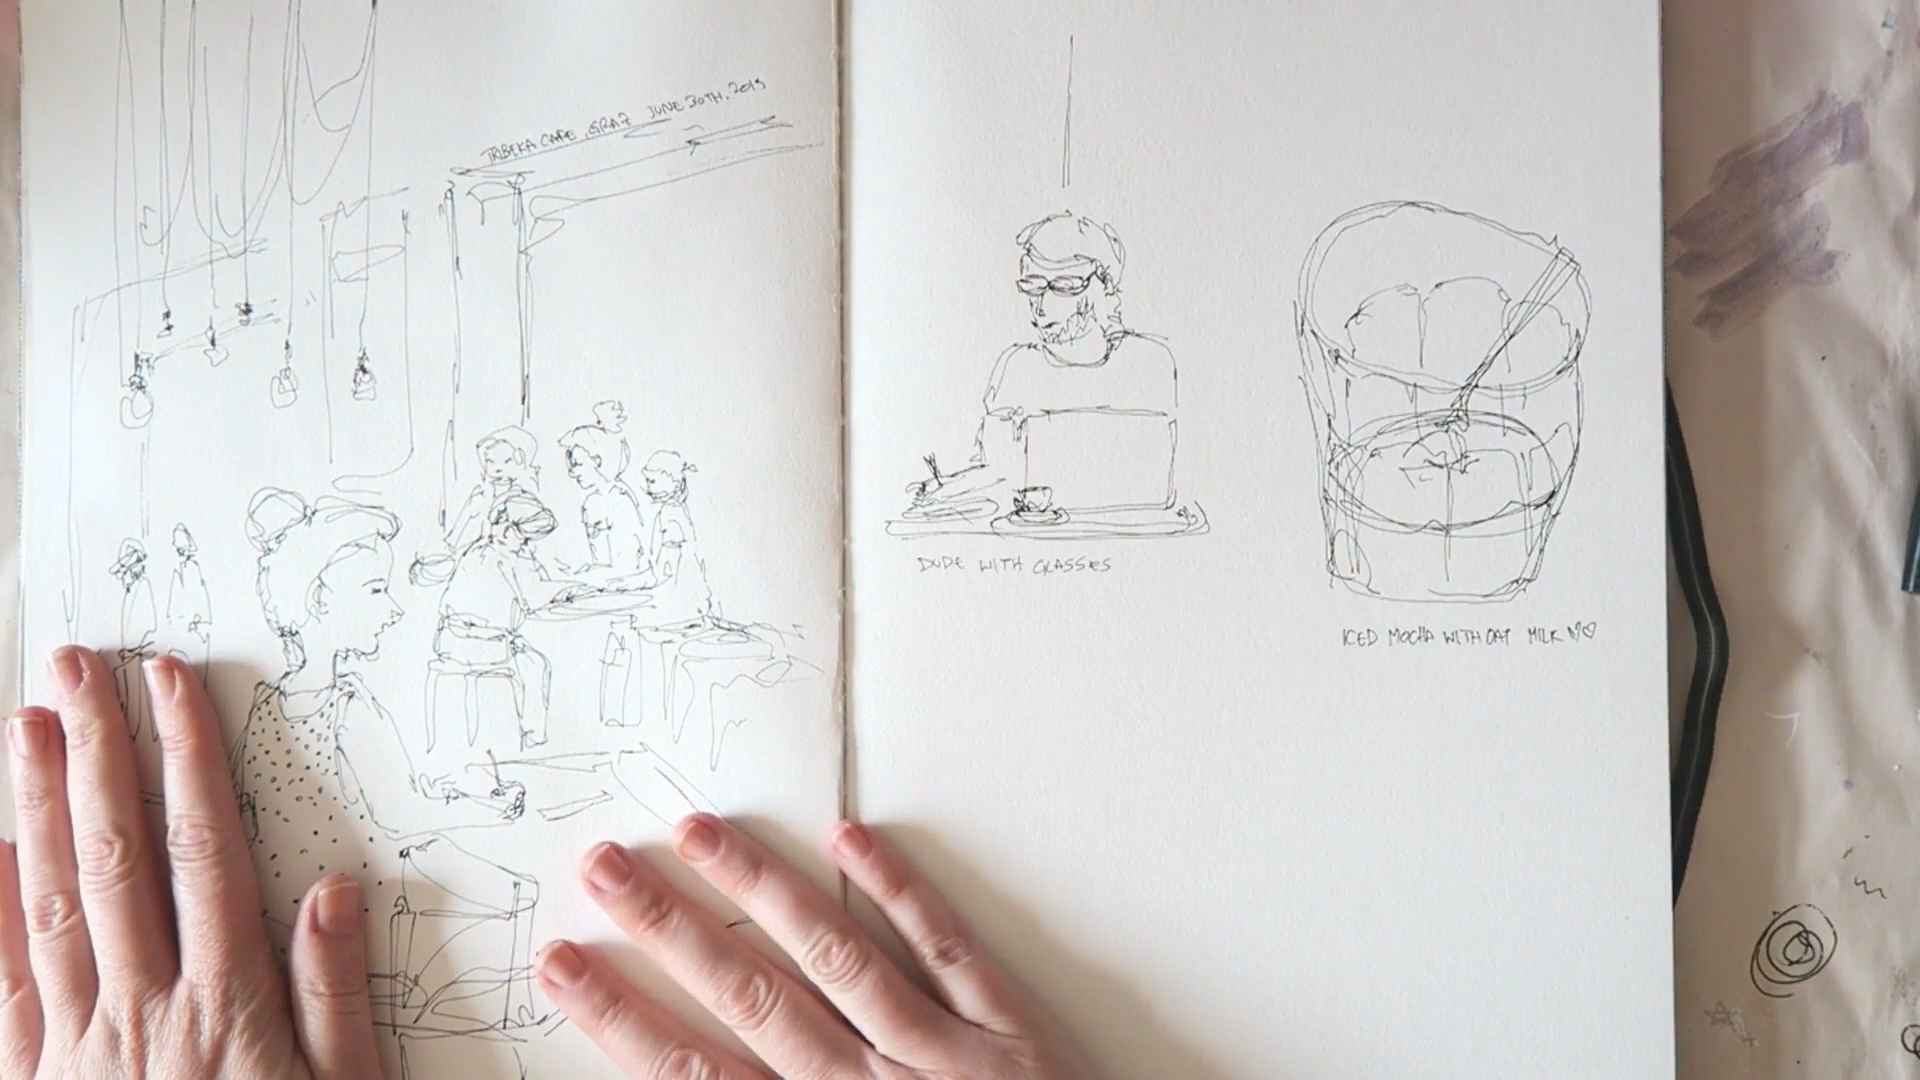 TRIBEKA CAFE, GRAZ JUNE 30TH, 2019
DUDE WITH GLASSES
ICED MOCHA WITH OAT MILK